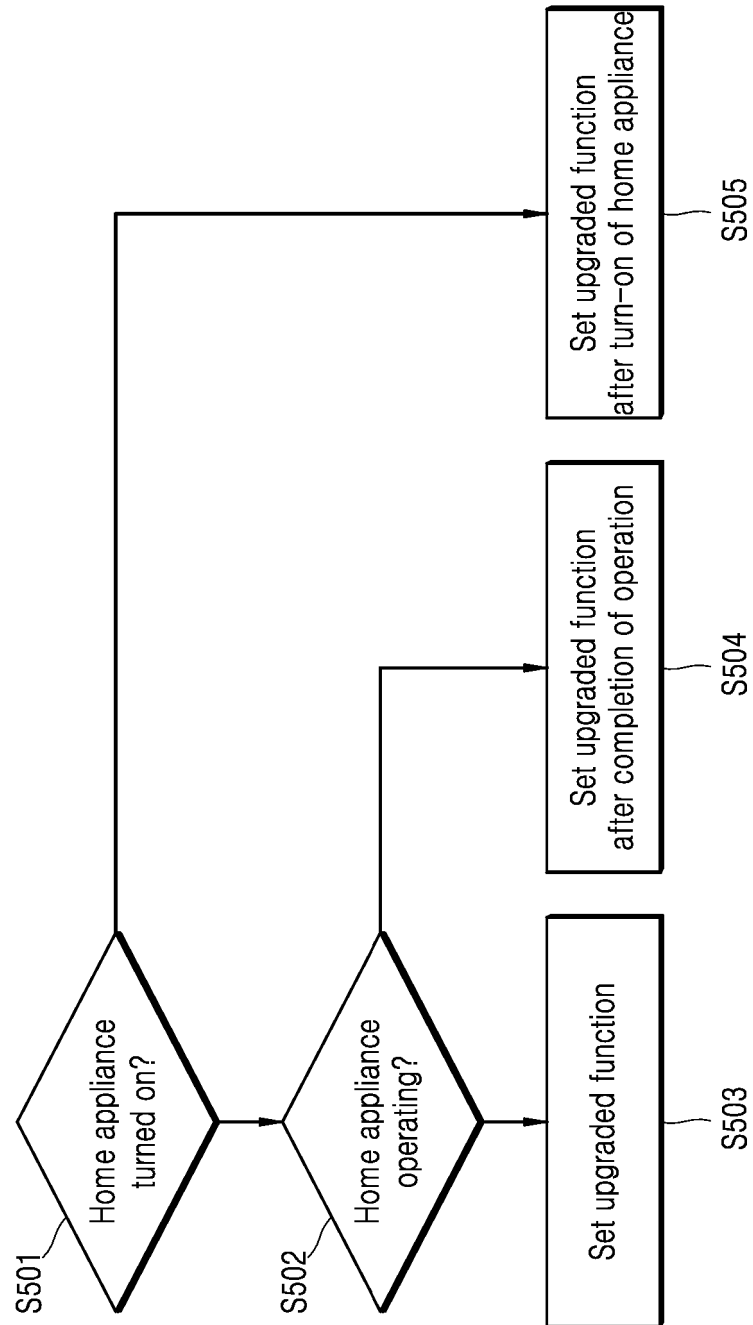 S501
Home appliance
turned on?
S502
Home appliance
operating?
Set upgraded function
S503
Set upgraded function
after completion of operation
S504
Set upgraded function
after turn-on of home appliance
S505